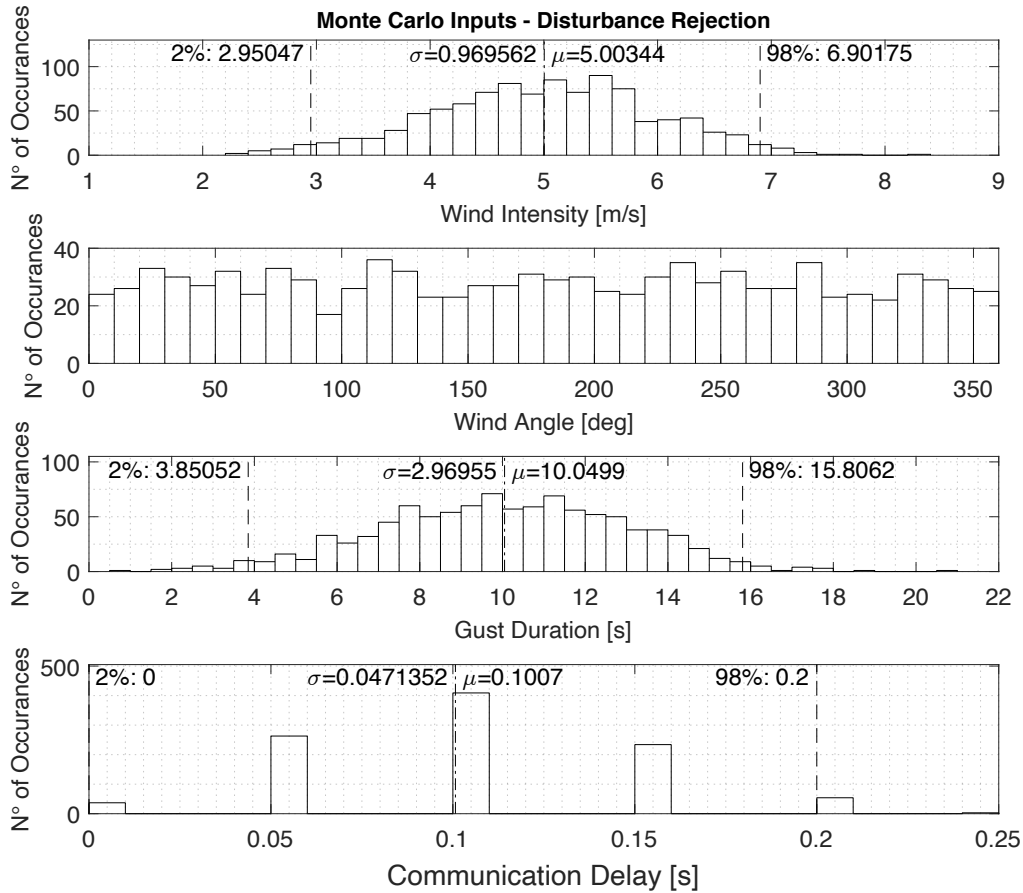 Monte Carlo Inputs - Disturbance Rejection
2%: 2.95047
σ=0.969562
μ=5.00344
98%: 6.90175
N° of Occurances
100
50
0
1 2 3 4 5 6 7 8 9
Wind Intensity [m/s]
N° of Occurances
40
20
0
0 50 100 150 200 250 300 350
Wind Angle [deg]
2%: 3.85052
σ=2.96955
μ=10.0499
98%: 15.8062
N° of Occurances
100
50
0
0 2 4 6 8 10 12 14 16 18 20 22
Gust Duration [s]
2%: 0
σ=0.0471352
μ=0.1007
98%: 0.2
N° of Occurances
500
0
0 0.05 0.1 0.15 0.2 0.25
Communication Delay [s]